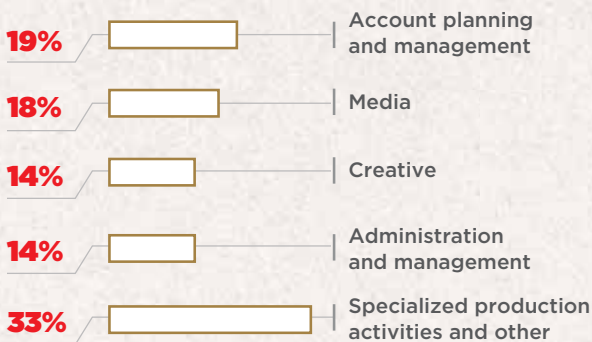 19%
Account planning
and management
18%
Media
14%
Creative
14%
Administration
and management
33%
Specialized production
activities and other